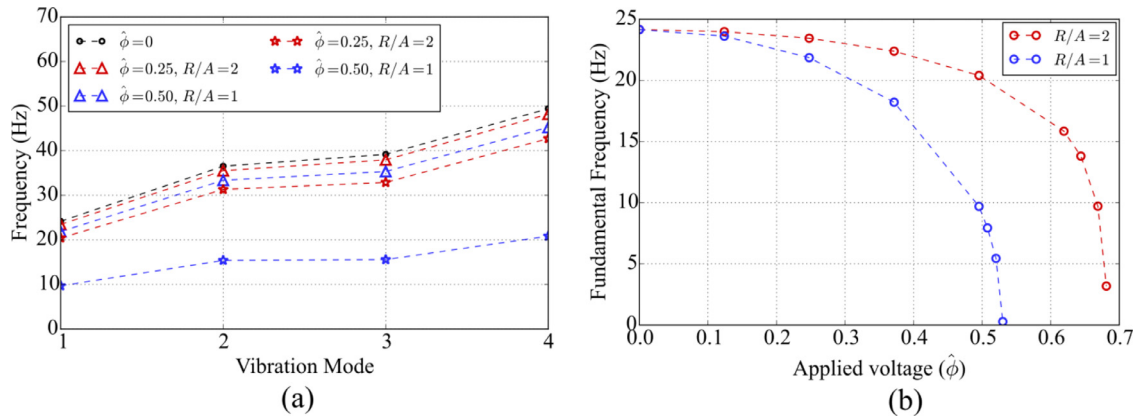 70
60
50
40
30
20
10
0
Frequency (Hz)
ϕ̂=0
ϕ̂=0.25, R/A=2
ϕ̂=0.50, R/A=1
ϕ̂=0.25, R/A=2
ϕ̂=0.50, R/A=1
1 2 3 4
Vibration Mode
(a)
25
20
15
10
5
0
Fundamental Frequency (Hz)
R/A=2
R/A=1
0.0 0.1 0.2 0.3 0.4 0.5 0.6 0.7
Applied voltage (ϕ̂)
(b)